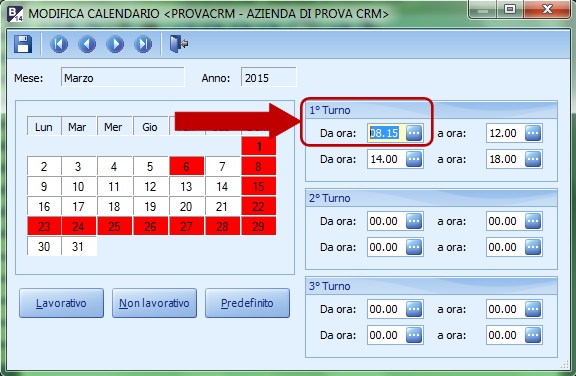 B 14 MODIFICA CALENDARIO <PROVACRM - AZIENDA DI PROVA CRM>
Mese: Marzo Anno: 2015
1° Turno
Da ora: 08.15 a ora: 12.00
Da ora: 14.00 a ora: 18.00
Lun Mar Mer Gio
1
2 3 4 5 6 7 8
9 10 11 12 13 14 15
16 17 18 19 20 21 22
23 24 25 26 27 28 29
30 31
2° Turno
Da ora: 00.00 a ora: 00.00
Da ora: 00.00 a ora: 00.00
3° Turno
Da ora: 00.00 a ora: 00.00
Da ora: 00.00 a ora: 00.00
Lavorativo Non lavorativo Predefinito